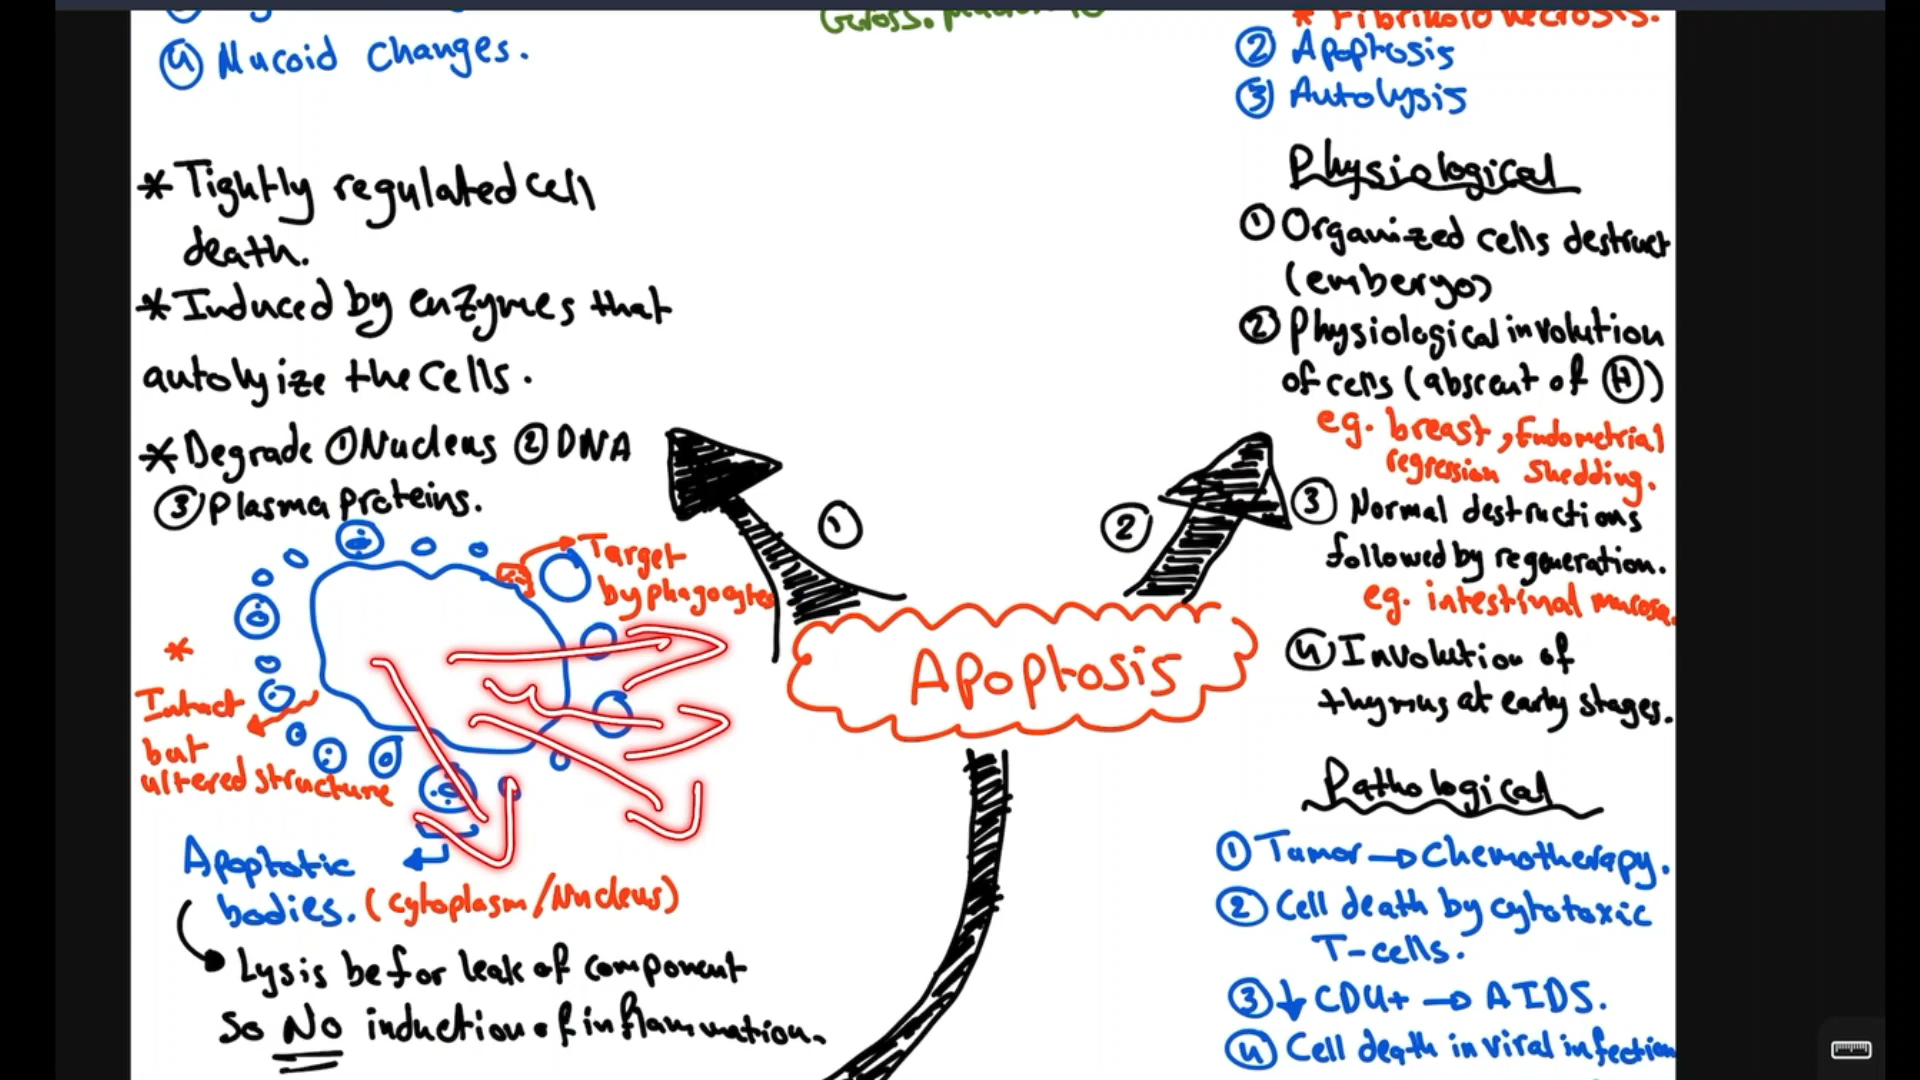 ④ Mucoid Changes.
* Tightly regulated cell
death.
* Induced by enzymes that
autolyize the Cells.
* Degrade ① Nucleus ② DNA
③ Plasma proteins.
Target
by phagocytes
*
Intact
but
ultered structure
Apoptotic
bodies. (cytoplasm/Nucleus)
Lysis befor leak of component
So NO induction of inflammation.
①
②
Apoptosis
* Fibrinoid necrosis.
② Apoptosis
③ Autolysis
Physiological
① Organized cells destruct
(embergo)
② Physiological involution
of cells (abscent of Ⓗ)
eg. breast, Endometrial
regression Shedding.
③ Normal destructions
followed by regeneration.
eg. intestinal mucosa.
④ Involution of
thymus at early stages.
Pathological
① Tumor → Chemotherapy.
② Cell death by cytotoxic
T-cells.
③ ↓ CD4+ → AIDS.
④ Cell death in viral infection